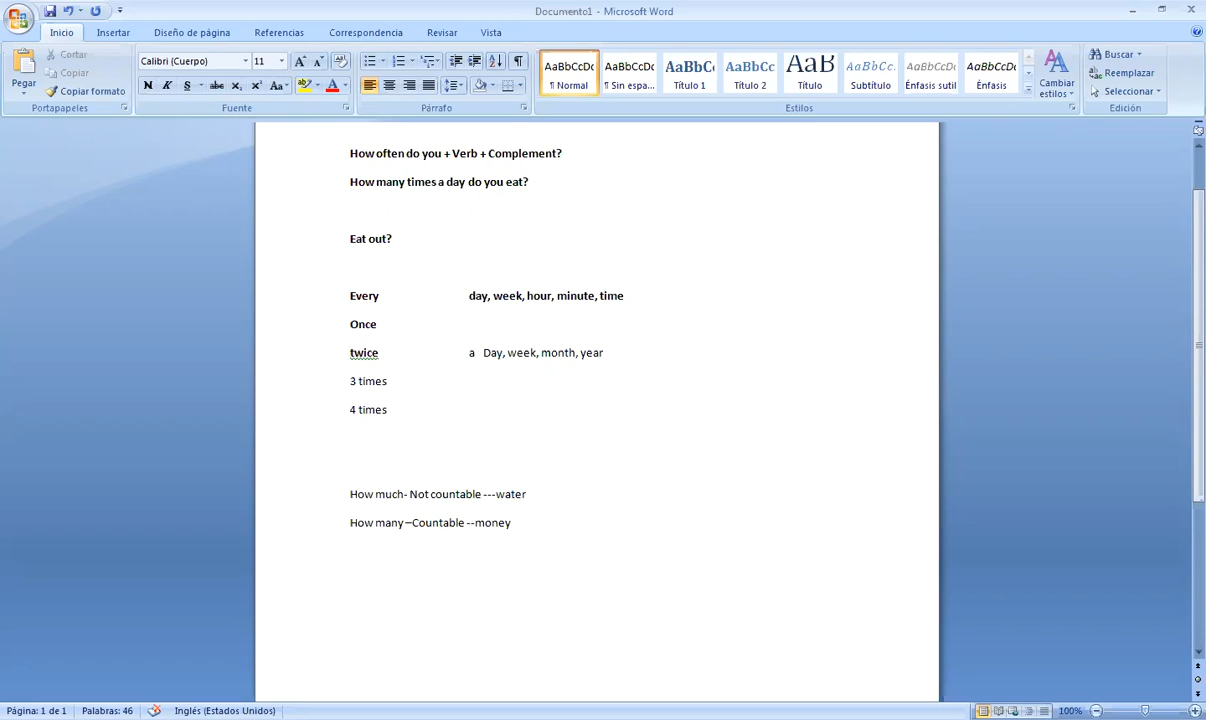 Documento1 - Microsoft Word
Inicio Insertar Diseño de página Referencias Correspondencia Revisar Vista
Pegar
Cortar
Copiar
Copiar formato
Portapapeles
Calibri (Cuerpo) 11
N K S abc x₂ x² Aa
Fuente
Párrafo
AaBbCcDc AaBbCcDc AaBbC AaBbCc AaB AaBbCc. AaBbCcDc AaBbCcDc
¶ Normal ¶ Sin espa... Título 1 Título 2 Título Subtítulo Énfasis sutil Énfasis
Estilos
Cambiar estilos
Buscar
Reemplazar
Seleccionar
Edición
How often do you + Verb + Complement?
How many times a day do you eat?
Eat out?
Every day, week, hour, minute, time
Once
twice a Day, week, month, year
3 times
4 times
How much- Not countable ---water
How many –Countable --money
Página: 1 de 1 Palabras: 46 Inglés (Estados Unidos) 100%